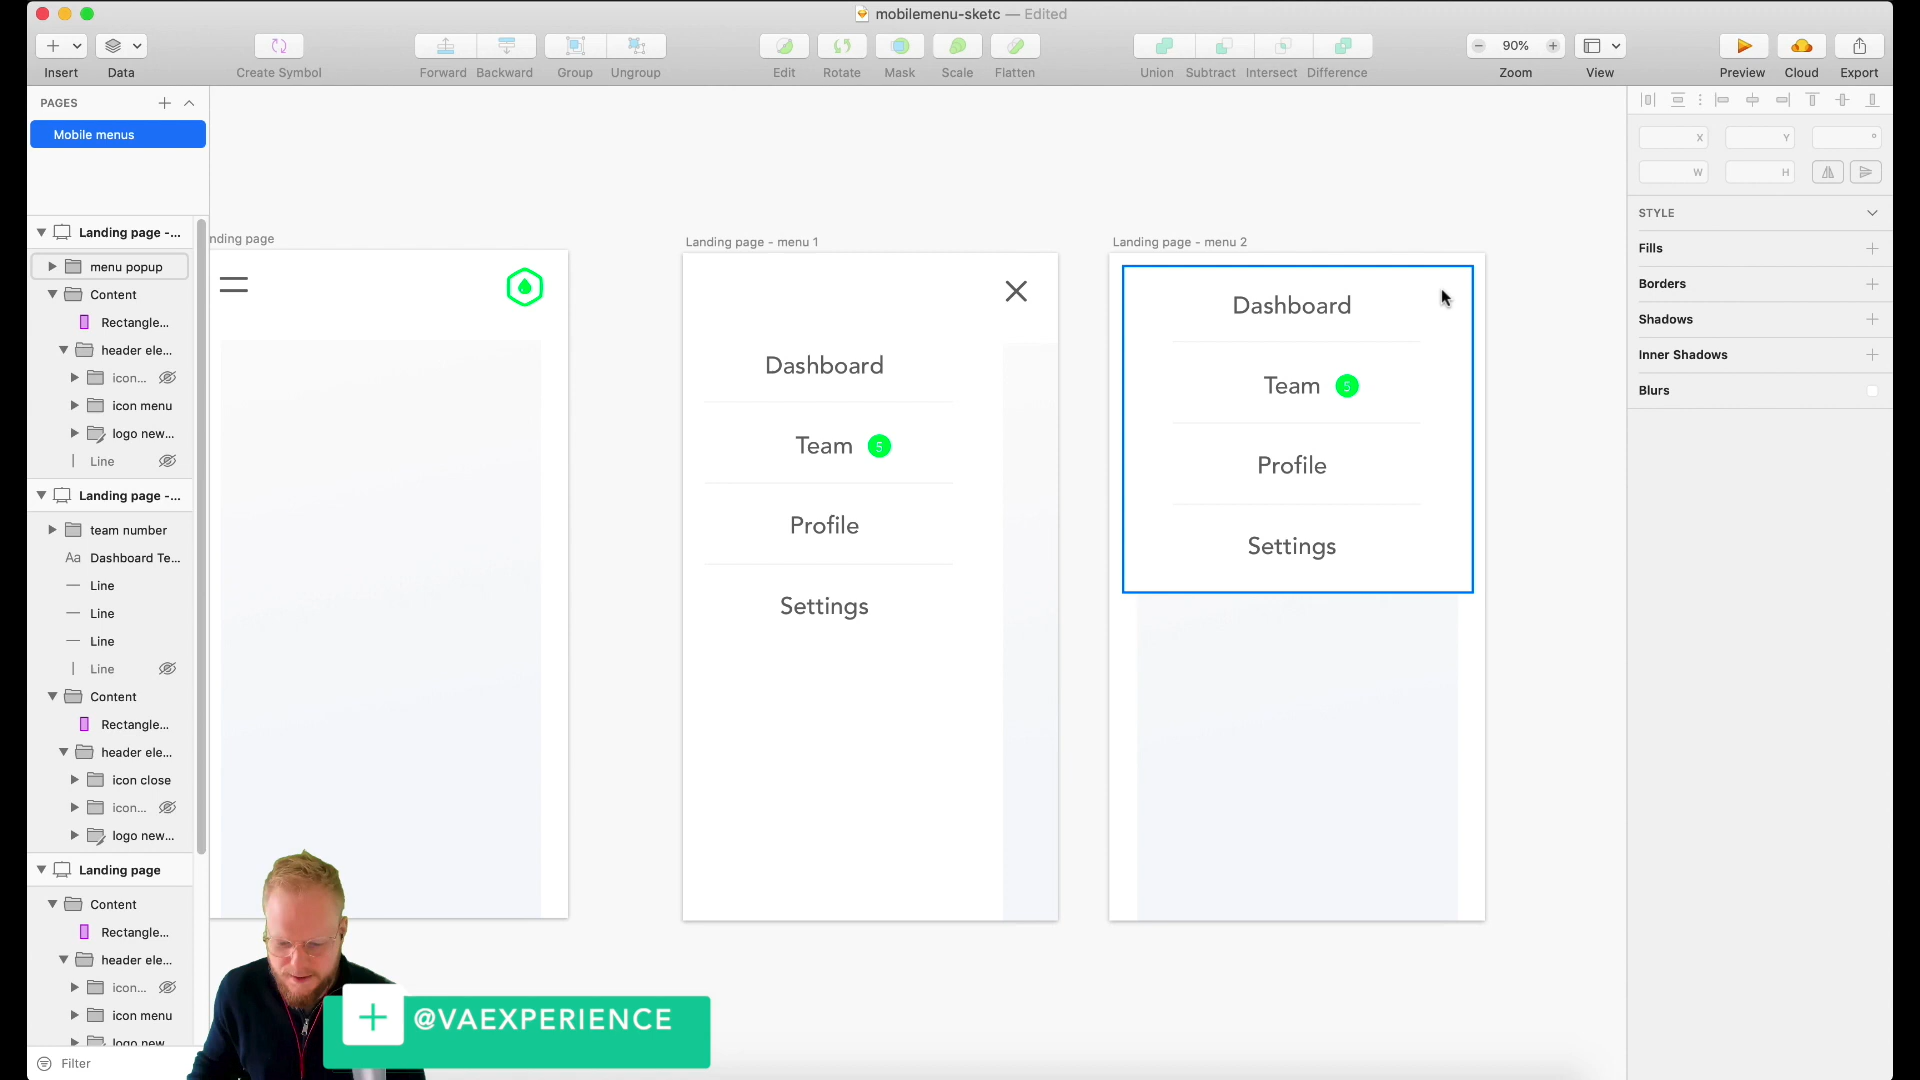 mobilemenu-sketc — Edited
Insert
Data
Create Symbol
Forward
Backward
Group
Ungroup
Edit
Rotate
Mask
Scale
Flatten
Union
Subtract
Intersect
Difference
90%
Zoom
View
Preview
Cloud
Export
PAGES
Mobile menus
Landing page -...
menu popup
Content
Rectangle...
header ele...
icon...
icon menu
logo new...
Line
Landing page -...
team number
Aa Dashboard Te...
Line
Line
Line
Line
Content
Rectangle...
header ele...
icon close
icon...
logo new...
Landing page
Content
Rectangle...
header ele...
icon...
icon menu
logo new
Filter
nding page
Landing page - menu 1
Dashboard
Team 5
Profile
Settings
Landing page - menu 2
Dashboard
Team 5
Profile
Settings
X
Y
°
W
H
STYLE
Fills
Borders
Shadows
Inner Shadows
Blurs
@VAEXPERIENCE